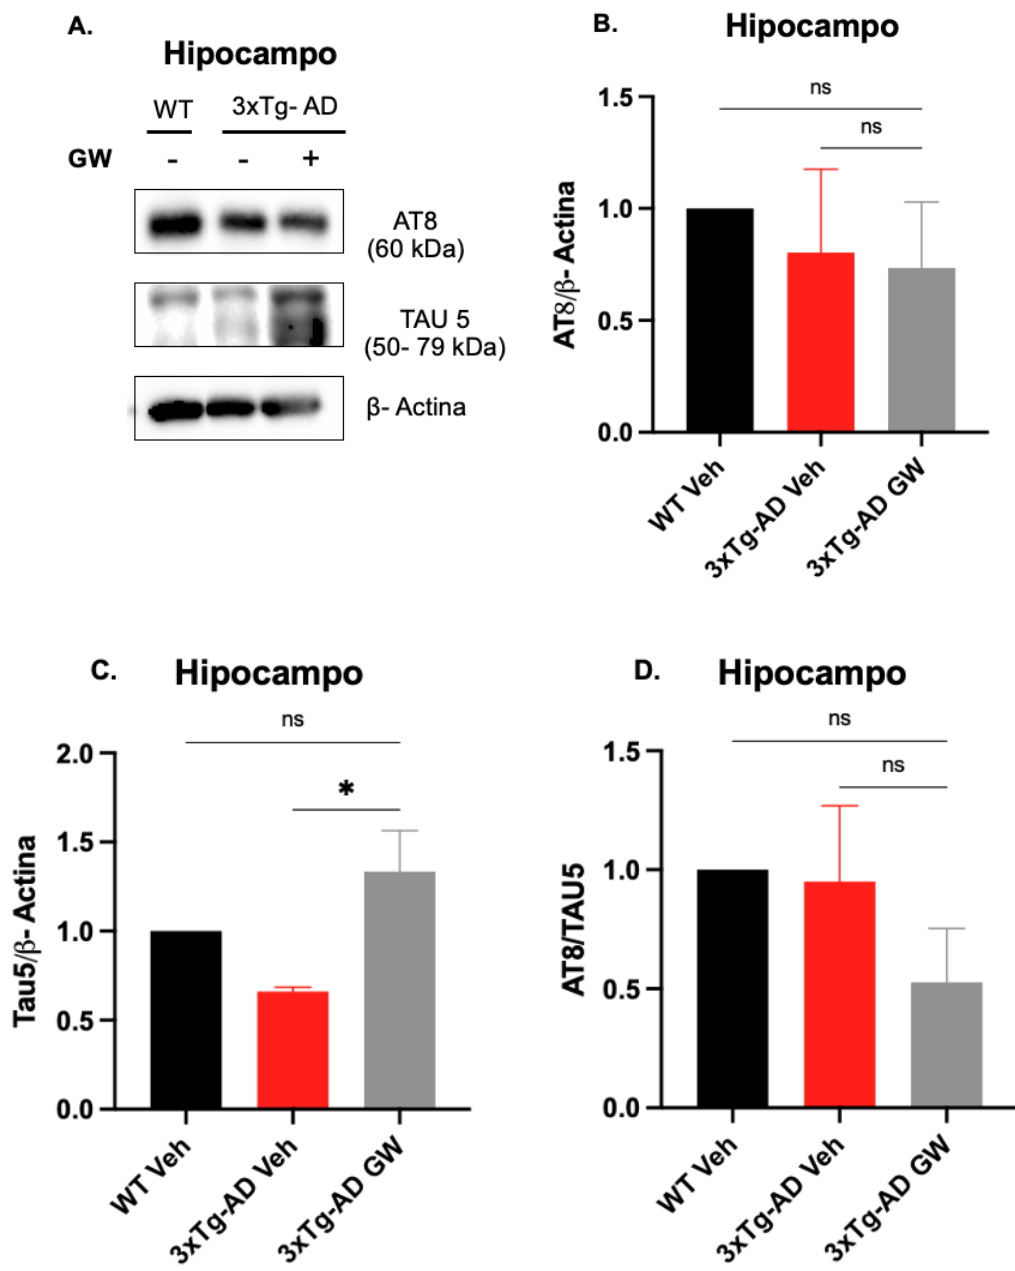 A.
Hipocampo
WT 3xTg- AD
GW - - +
AT8
(60 kDa)
TAU 5
(50- 79 kDa)
β- Actina
B.
Hipocampo
ns
ns
1.5
1.0
0.5
0.0
AT8/β- Actina
WT Veh
3xTg-AD Veh
3xTg-AD GW
C.
Hipocampo
ns
*
2.0
1.5
1.0
0.5
0.0
Tau5/β- Actina
WT Veh
3xTg-AD Veh
3xTg-AD GW
D.
Hipocampo
ns
ns
1.5
1.0
0.5
0.0
AT8/TAU5
WT Veh
3xTg-AD Veh
3xTg-AD GW